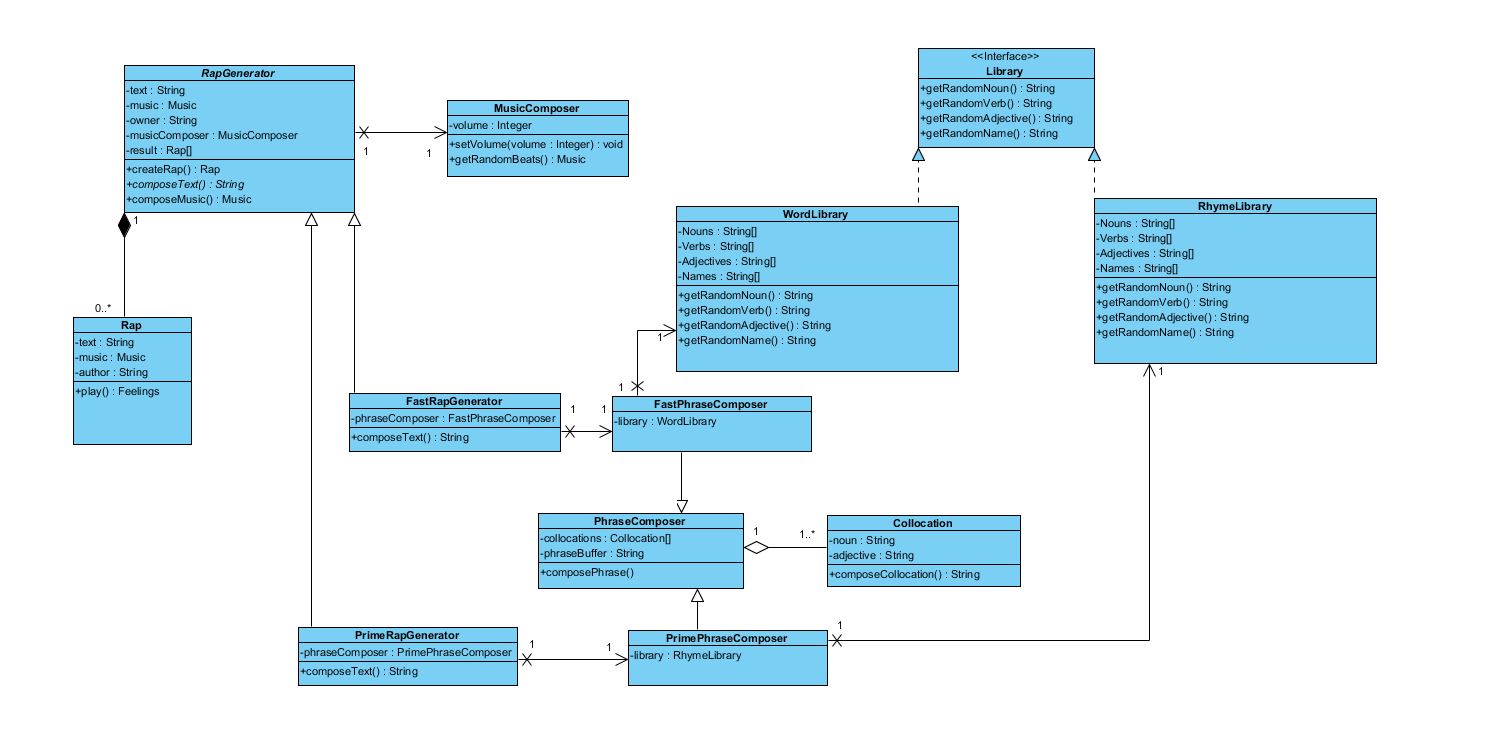 RapGenerator
-text : String
-music : Music
-owner : String
-musicComposer : MusicComposer
-result : Rap[]
+createRap() : Rap
+composeText() : String
+composeMusic() : Music
1
1
1
0..*
MusicComposer
-volume : Integer
+setVolume(volume : Integer) : void
+getRandomBeats() : Music
<<Interface>>
Library
+getRandomNoun() : String
+getRandomVerb() : String
+getRandomAdjective() : String
+getRandomName() : String
WordLibrary
-Nouns : String[]
-Verbs : String[]
-Adjectives : String[]
-Names : String[]
+getRandomNoun() : String
+getRandomVerb() : String
+getRandomAdjective() : String
+getRandomName() : String
RhymeLibrary
-Nouns : String[]
-Verbs : String[]
-Adjectives : String[]
-Names : String[]
+getRandomNoun() : String
+getRandomVerb() : String
+getRandomAdjective() : String
+getRandomName() : String
Rap
-text : String
-music : Music
-author : String
+play() : Feelings
1
1
1
FastRapGenerator
-phraseComposer : FastPhraseComposer
+composeText() : String
1
1
FastPhraseComposer
-library : WordLibrary
PhraseComposer
-collocations : Collocation[]
-phraseBuffer : String
+composePhrase()
1
1..*
Collocation
-noun : String
-adjective : String
+composeCollocation() : String
PrimeRapGenerator
-phraseComposer : PrimePhraseComposer
+composeText() : String
1
1
PrimePhraseComposer
-library : RhymeLibrary
1